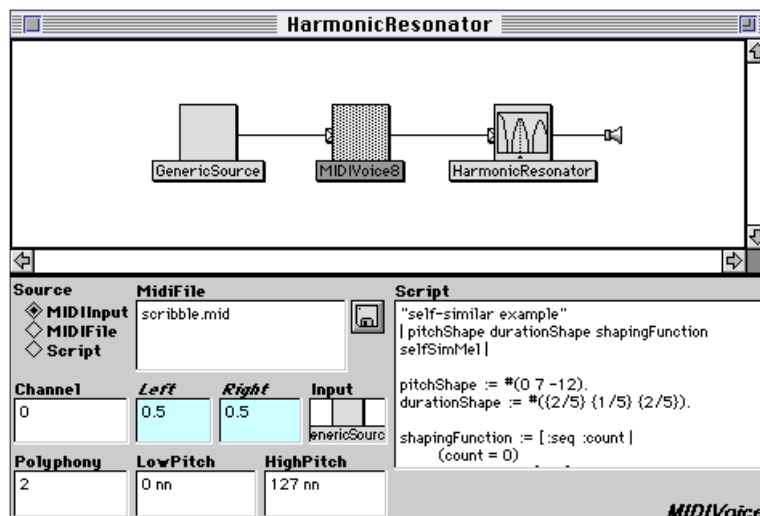 HarmonicResonator
GenericSource
MIDIVoice8
HarmonicResonator
Source
MIDIInput
MIDIFile
Script
MidiFile
scribble.mid
Script
"self-similar example"
| pitchShape durationShape shapingFunction
selfSimMel |
pitchShape := #(0 7 -12).
durationShape := #({2/5} {1/5} {2/5}).
shapingFunction := [ :seq :count |
(count = 0)
Channel
0
Left
0.5
Right
0.5
Input
enericSourc
Polyphony
2
LowPitch
0 nn
HighPitch
127 nn
MIDIVoice